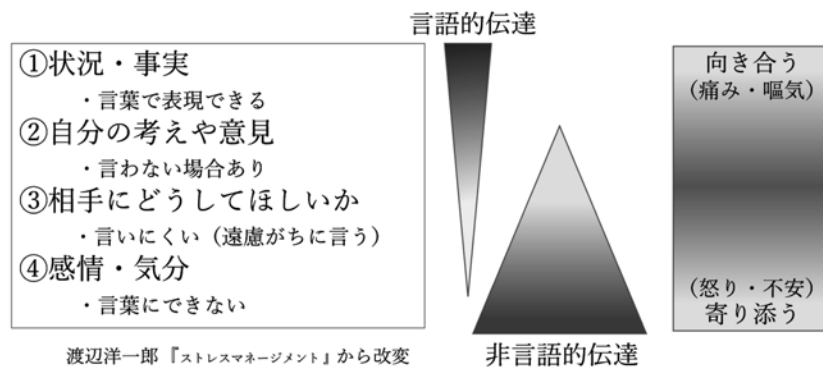 言語的伝達
①状況・事実
・言葉で表現できる
②自分の考えや意見
・言わない場合あり
③相手にどうしてほしいか
・言いにくい（遠慮がちに言う）
④感情・気分
・言葉にできない
向き合う
（痛み・嘔気）
（怒り・不安）
寄り添う
非言語的伝達
渡辺洋一郎『ストレスマネージメント』から改変